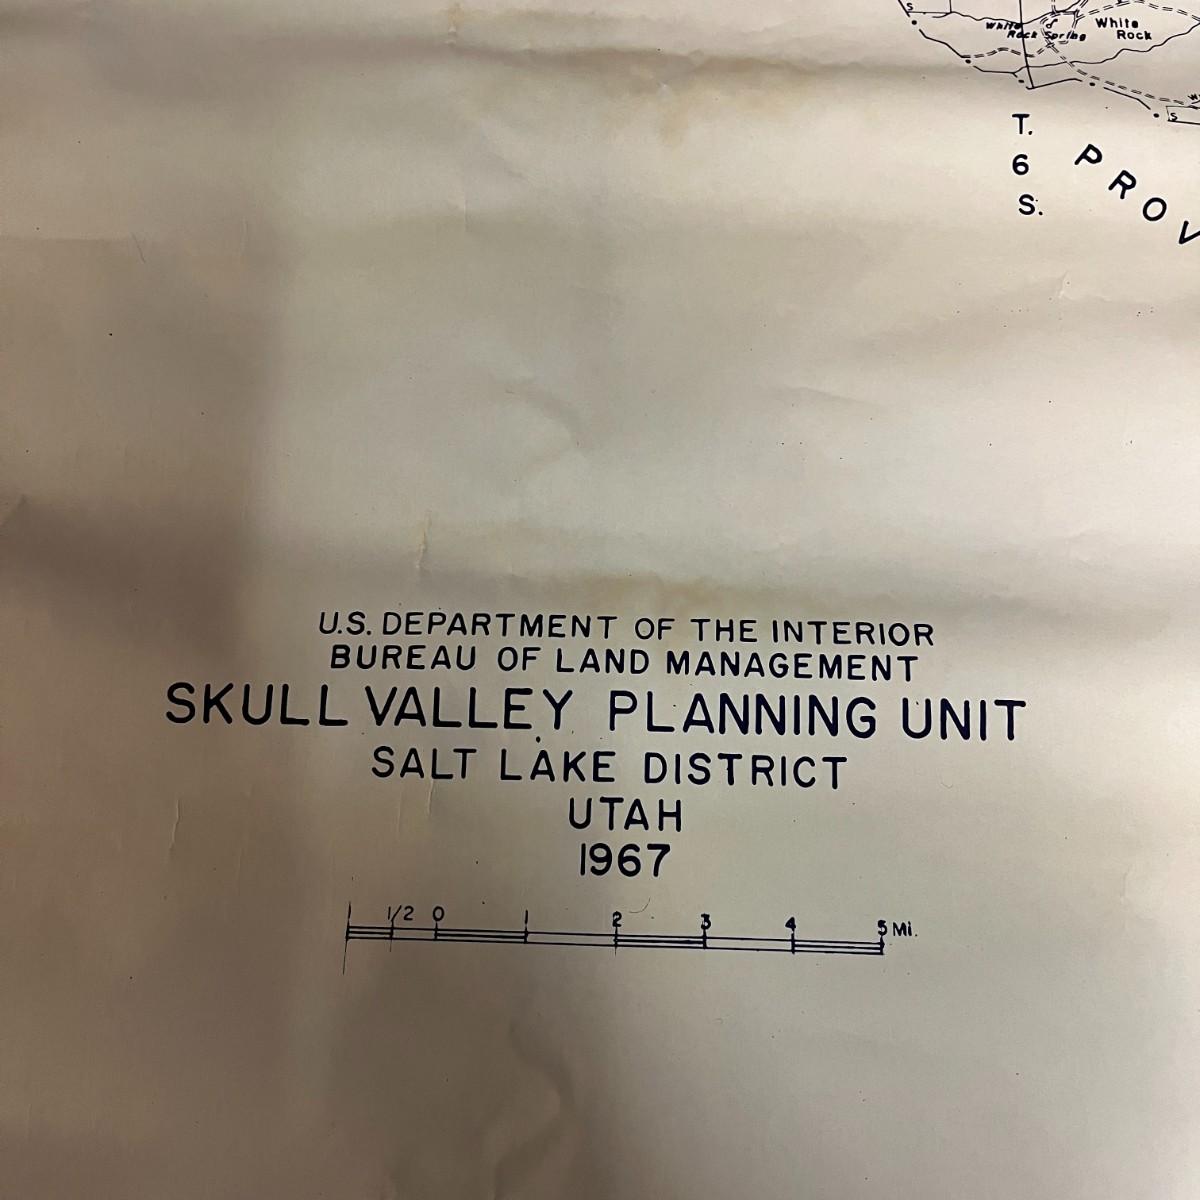 S
White
Rock Spring
White
Rock
S
T.
6
S.
PROV
U.S. DEPARTMENT OF THE INTERIOR
BUREAU OF LAND MANAGEMENT
SKULL VALLEY PLANNING UNIT
SALT LAKE DISTRICT
UTAH
1967
1/2 0 1 2 3 4 5 Mi.